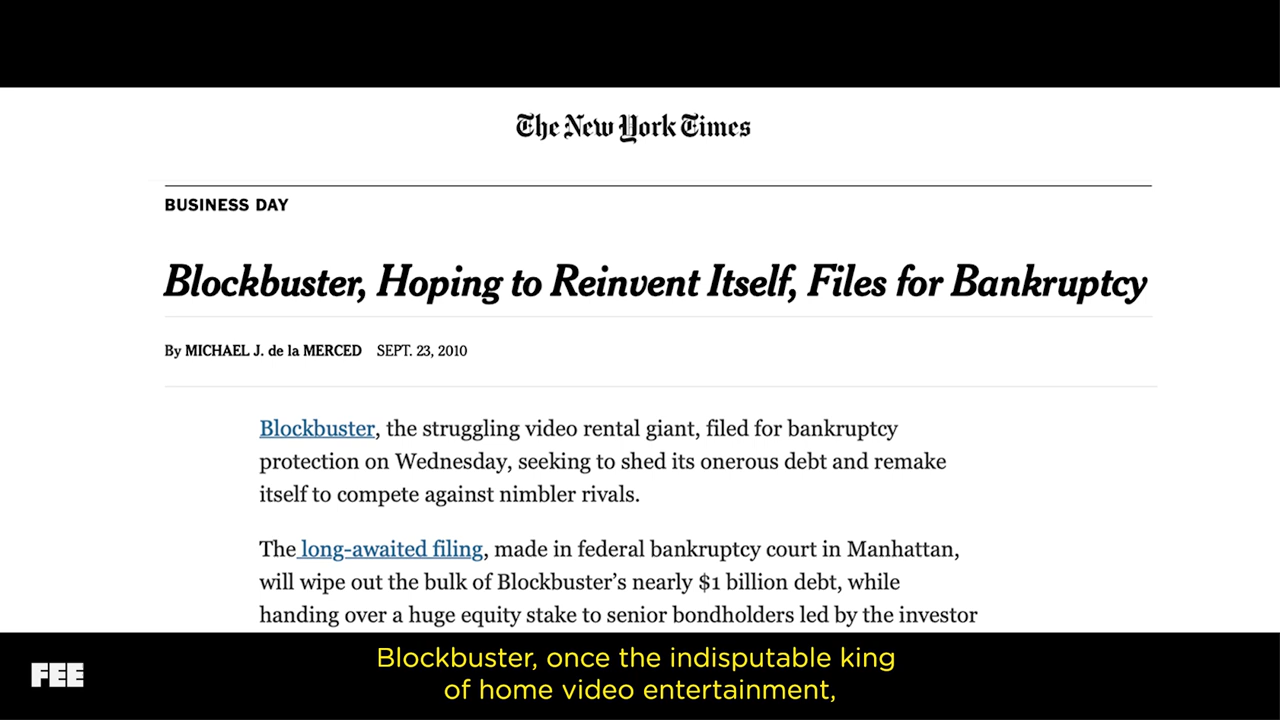 The New York Times
BUSINESS DAY
Blockbuster, Hoping to Reinvent Itself, Files for Bankruptcy
By MICHAEL J. de la MERCED SEPT. 23, 2010
Blockbuster, the struggling video rental giant, filed for bankruptcy
protection on Wednesday, seeking to shed its onerous debt and remake
itself to compete against nimbler rivals.
The long-awaited filing, made in federal bankruptcy court in Manhattan,
will wipe out the bulk of Blockbuster’s nearly $1 billion debt, while
handing over a huge equity stake to senior bondholders led by the investor
FEE
Blockbuster, once the indisputable king
of home video entertainment,